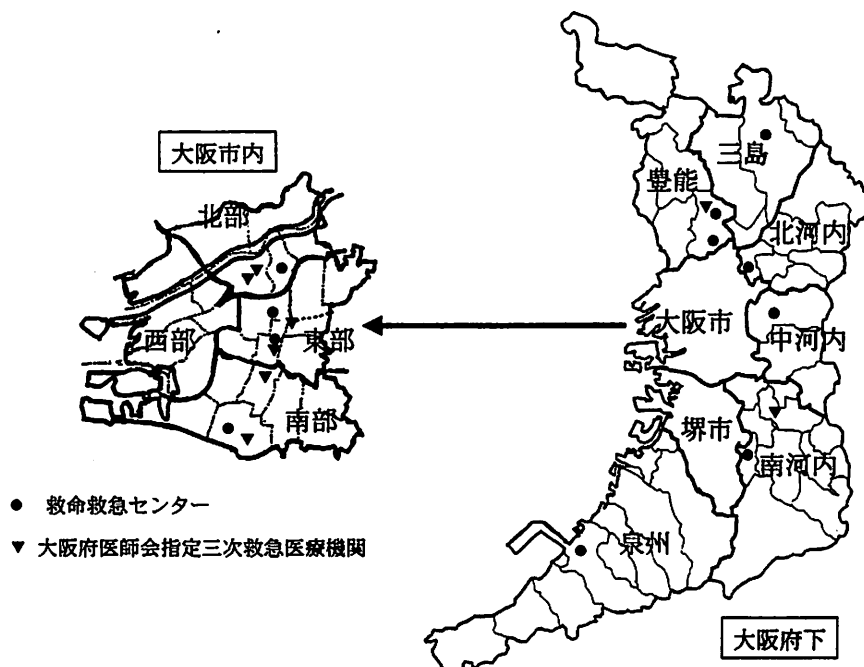 大阪市内
北部
西部
東部
南部
● 救命救急センター
▼ 大阪府医師会指定三次救急医療機関
三島
豊能
北河内
大阪市
中河内
堺市
南河内
泉州
大阪府下